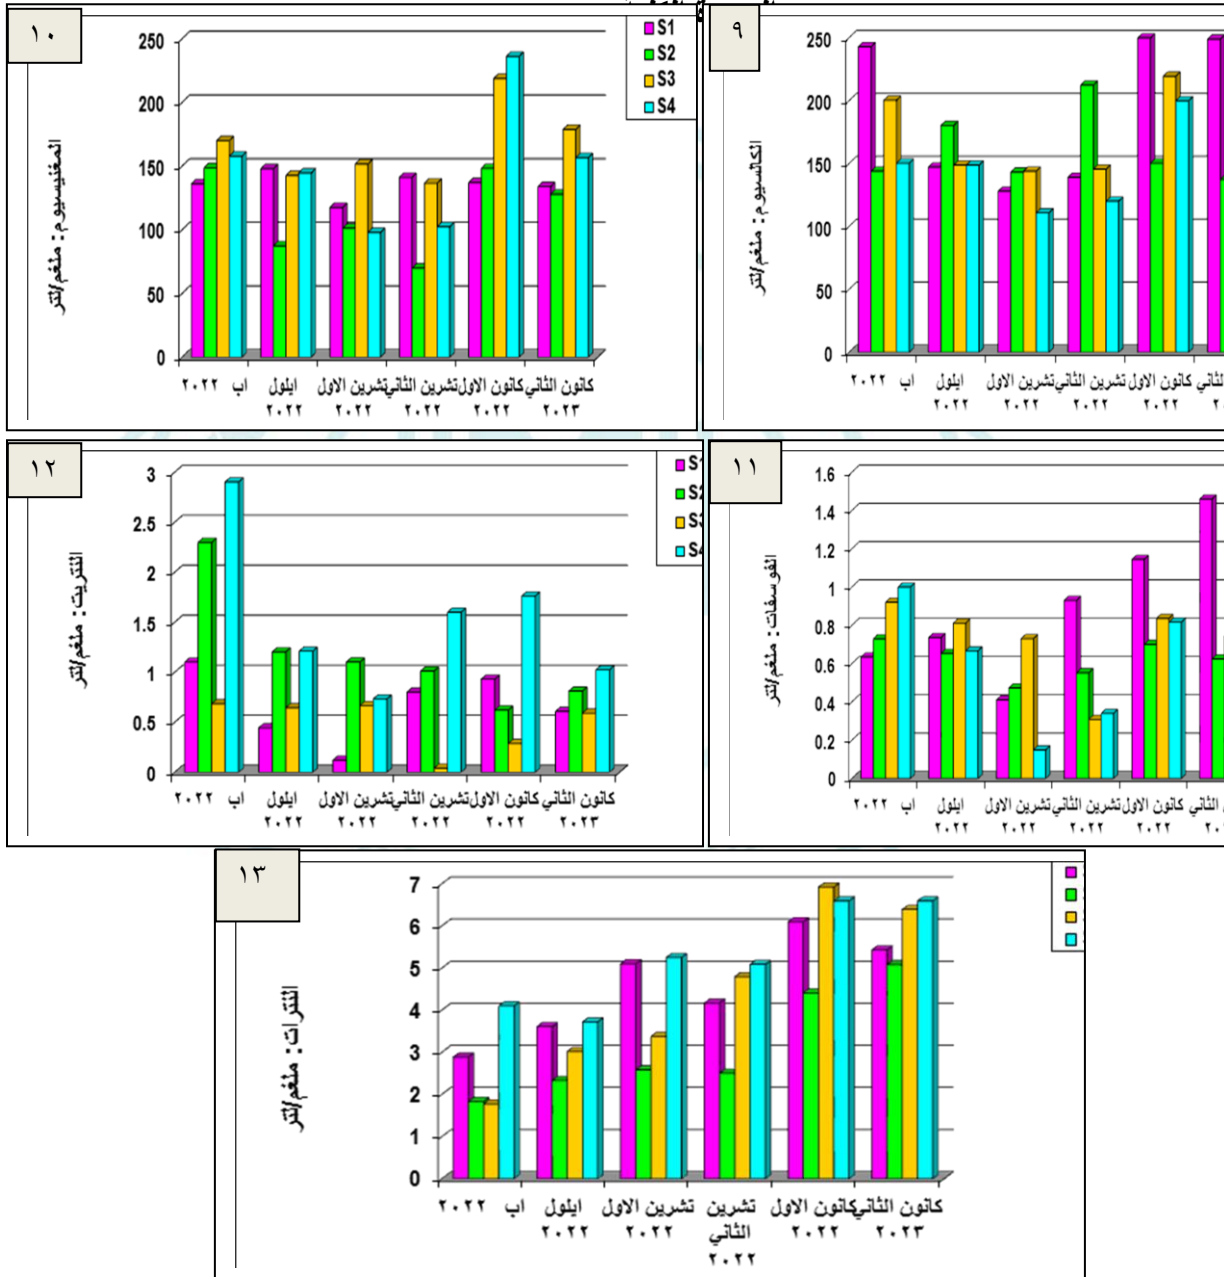 ١٠
250
200
150
100
50
0
المغنيسيوم: ملغم/لتر
S1
S2
S3
S4
اب ٢٠٢٢
ايلول ٢٠٢٢
تشرين الاول ٢٠٢٢
تشرين الثاني ٢٠٢٢
كانون الاول ٢٠٢٢
كانون الثاني ٢٠٢٣
٩
250
200
150
100
50
0
الكالسيوم: ملغم/لتر
اب ٢٠٢٢
ايلول ٢٠٢٢
تشرين الاول ٢٠٢٢
تشرين الثاني ٢٠٢٢
كانون الاول ٢٠٢٢
الثاني
١٢
3
2.5
2
1.5
1
0.5
0
النتريت: ملغم/لتر
S1
S2
S3
S4
اب ٢٠٢٢
ايلول ٢٠٢٢
تشرين الاول ٢٠٢٢
تشرين الثاني ٢٠٢٢
كانون الاول ٢٠٢٢
كانون الثاني ٢٠٢٣
١١
1.6
1.4
1.2
1
0.8
0.6
0.4
0.2
0
الفوسفات: ملغم/لتر
اب ٢٠٢٢
ايلول ٢٠٢٢
تشرين الاول ٢٠٢٢
تشرين الثاني ٢٠٢٢
كانون الاول ٢٠٢٢
الثاني
١٣
7
6
5
4
3
2
1
0
النترات: ملغم/لتر
اب ٢٠٢٢
ايلول ٢٠٢٢
تشرين الاول ٢٠٢٢
تشرين الثاني ٢٠٢٢
كانون الاول ٢٠٢٢
كانون الثاني ٢٠٢٣